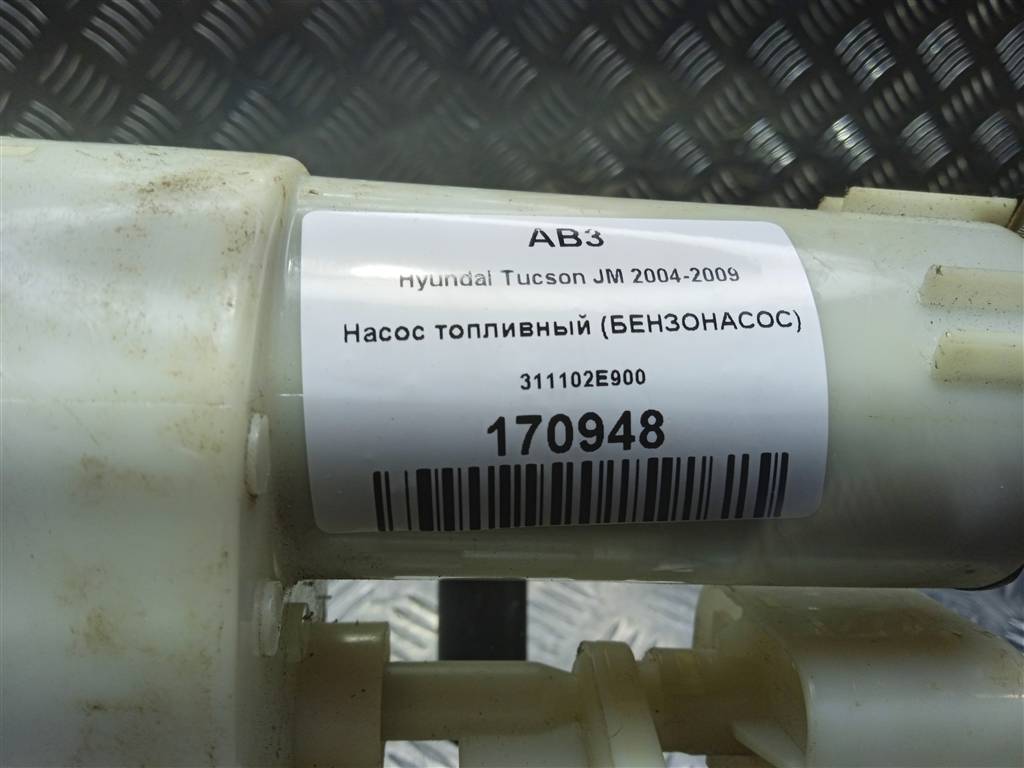 АВЗ
Hyundai Tucson JM 2004-2009
Насос топливный (БЕНЗОНАСОС)
311102E900
170948